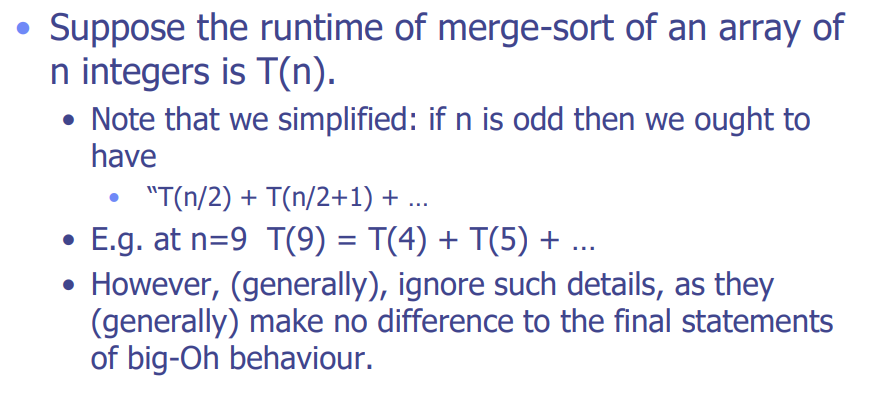 • Suppose the runtime of merge-sort of an array of
n integers is T(n).
• Note that we simplified: if n is odd then we ought to
have
• “T(n/2) + T(n/2+1) + …
• E.g. at n=9 T(9) = T(4) + T(5) + …
• However, (generally), ignore such details, as they
(generally) make no difference to the final statements
of big-Oh behaviour.